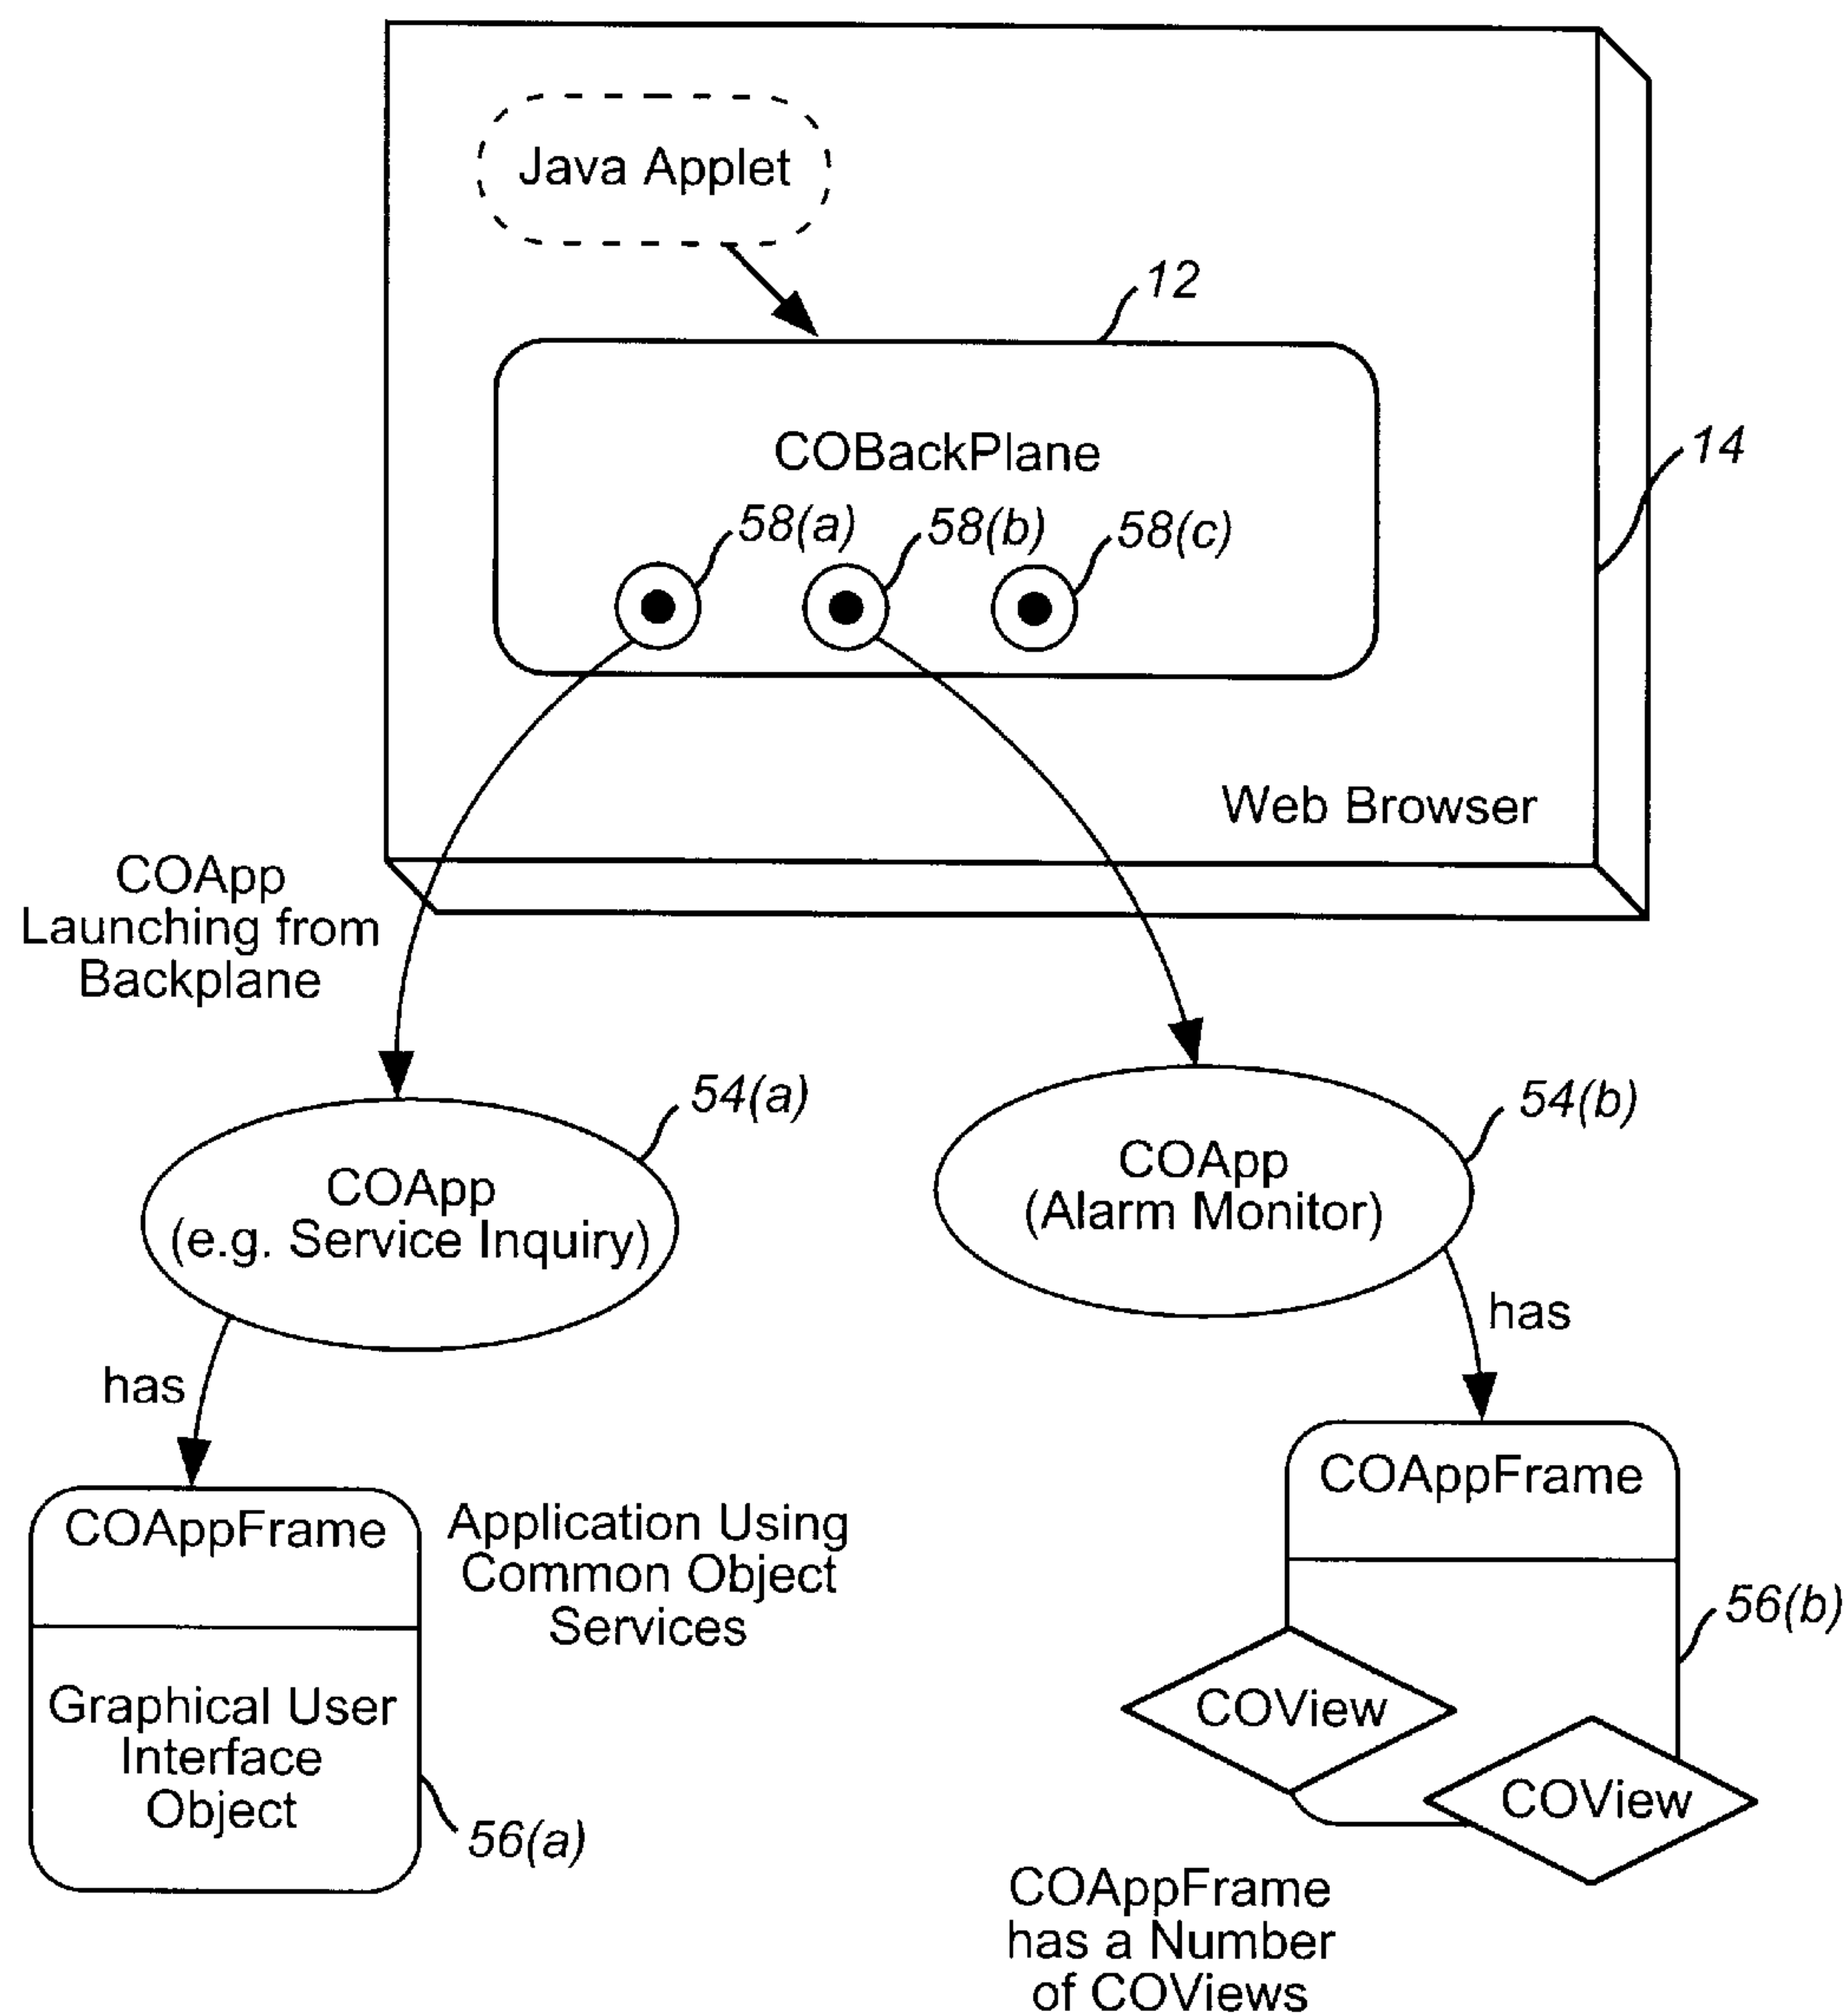 Java Applet
12
COBackPlane
14
58(a)
58(b)
58(c)
Web Browser
COApp
Launching from
Backplane
54(a)
54(b)
COApp
(e.g. Service Inquiry)
COApp
(Alarm Monitor)
has
has
COAppFrame
Graphical User
Interface
Object
56(a)
Application Using
Common Object
Services
COAppFrame
56(b)
COView
COView
COAppFrame
has a Number
of COViews